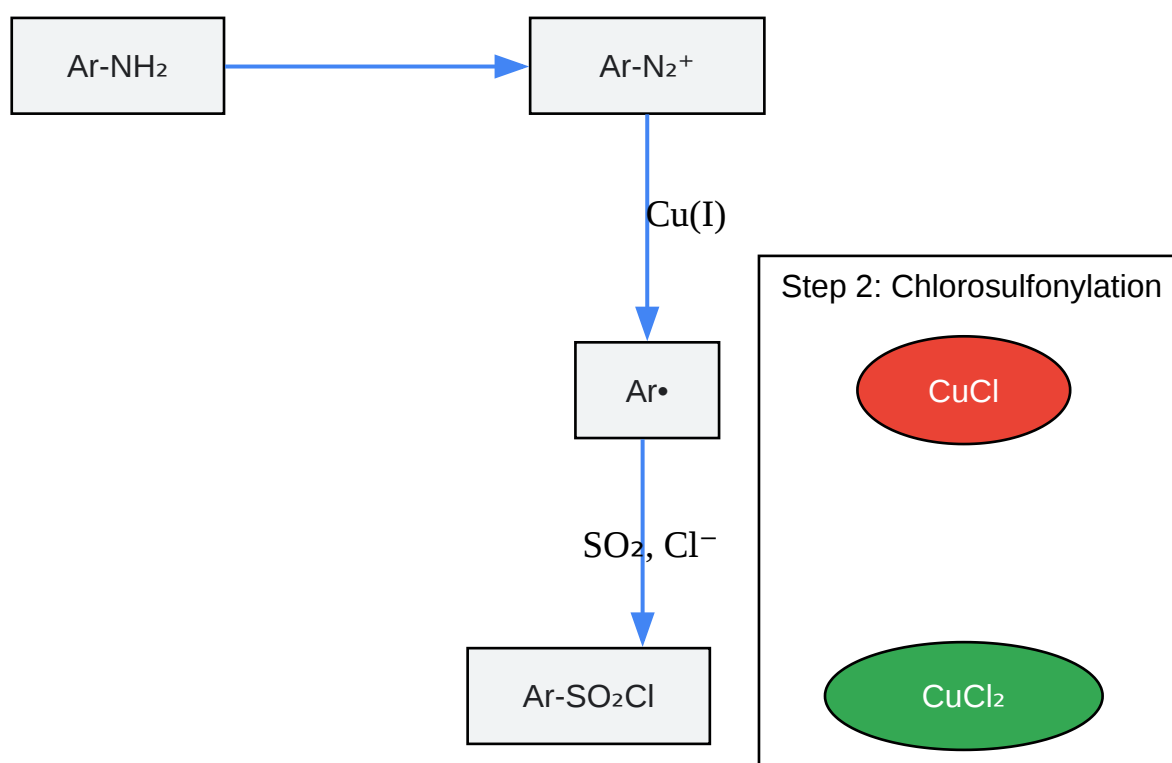 Ar-NH₂
Ar-N₂⁺
Cu(I)
Step 2: Chlorosulfonylation
Ar•
CuCl
SO₂, Cl⁻
Ar-SO₂Cl
CuCl₂